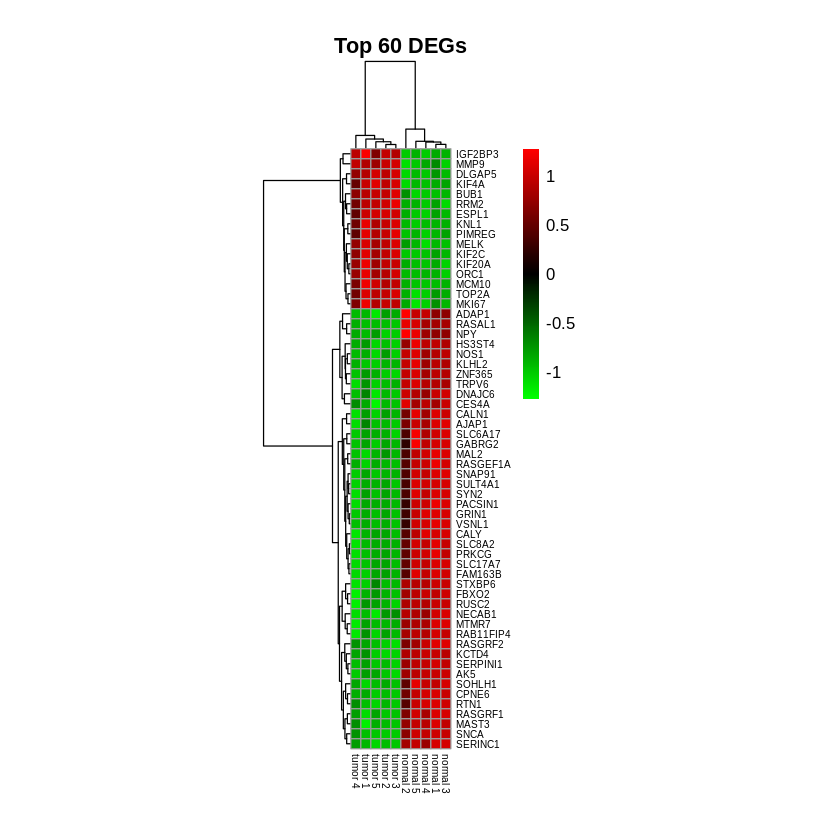 Top 60 DEGs
IGF2BP3
MMP9
DLGAP5
KIF4A
BUB1
RRM2
ESPL1
KNL1
PIMREG
MELK
KIF2C
KIF20A
ORC1
MCM10
TOP2A
MKI67
ADAP1
RASAL1
NPY
HS3ST4
NOS1
KLHL2
ZNF365
TRPV6
DNAJC6
CES4A
CALN1
AJAP1
SLC6A17
GABRG2
MAL2
RASGEF1A
SNAP91
SULT4A1
SYN2
PACSIN1
GRIN1
VSNL1
CALY
SLC8A2
PRKCG
SLC17A7
FAM163B
STXBP6
FBXO2
RUSC2
NECAB1
MTMR7
RAB11FIP4
RASGRF2
KCTD4
SERPINI1
AK5
SOHLH1
CPNE6
RTN1
RASGRF1
MAST3
SNCA
SERINC1
1
0.5
0
-0.5
-1
tumor 4
tumor 1
tumor 5
tumor 2
tumor 3
normal 2
normal 5
normal 4
normal 1
normal 3